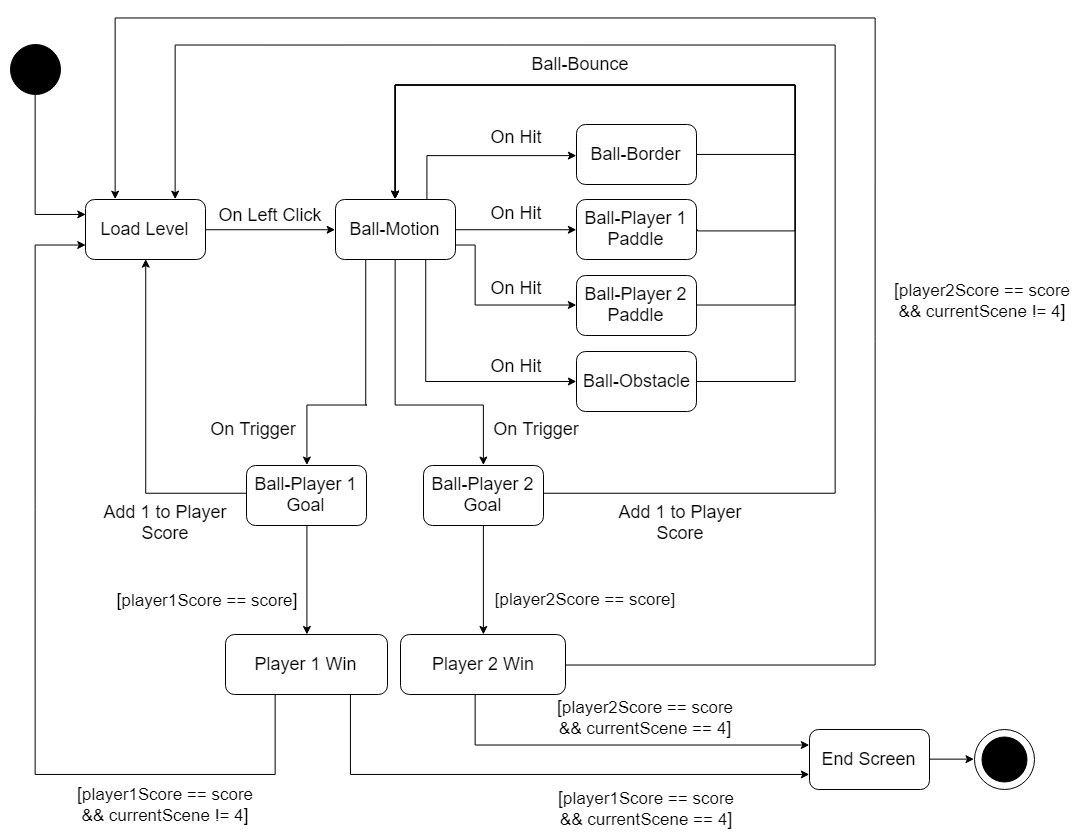 Ball-Bounce
On Hit
Ball-Border
On Left Click
Load Level
Ball-Motion
On Hit
Ball-Player 1
Paddle
On Hit
Ball-Player 2
Paddle
[player2Score == score
&& currentScene != 4]
On Hit
Ball-Obstacle
On Trigger
On Trigger
Ball-Player 1
Goal
Ball-Player 2
Goal
Add 1 to Player
Score
Add 1 to Player
Score
[player1Score == score]
[player2Score == score]
Player 1 Win
Player 2 Win
[player2Score == score
&& currentScene == 4]
End Screen
[player1Score == score
&& currentScene != 4]
[player1Score == score
&& currentScene == 4]